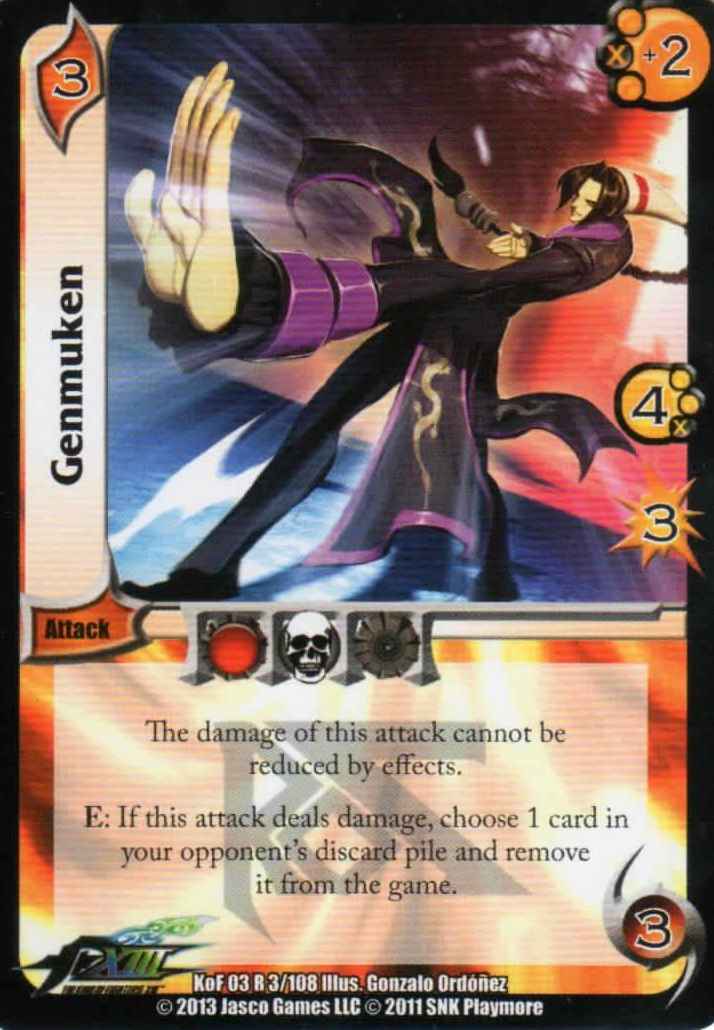 3
X +2
Genmuken
4
X
3
Attack
The damage of this attack cannot be
reduced by effects.
E: If this attack deals damage, choose 1 card in
your opponent's discard pile and remove
it from the game.
3
XIII
KoF 03 R 3/108 Illus. Gonzalo Ordóñez
© 2013 Jasco Games LLC © 2011 SNK Playmore